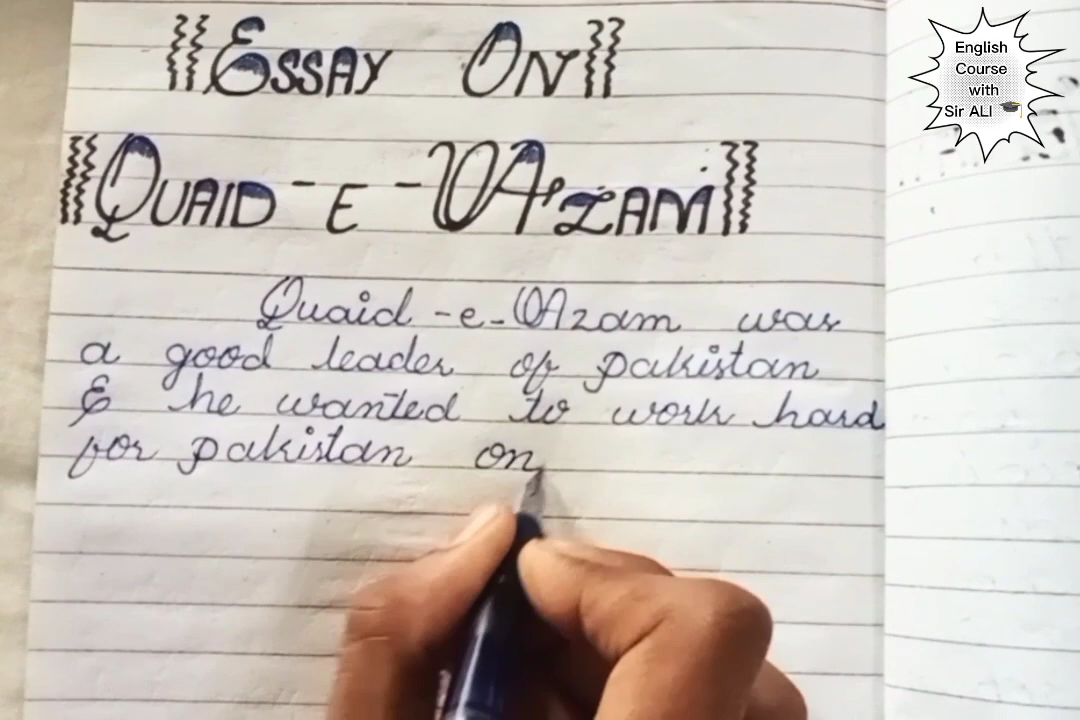 ESSAY ON
QUAID-E-AZAM
Quaid-e-Azam was
a good leader of pakistan
& he wanted to work hard
for pakistan on
English
Course
with
Sir ALI